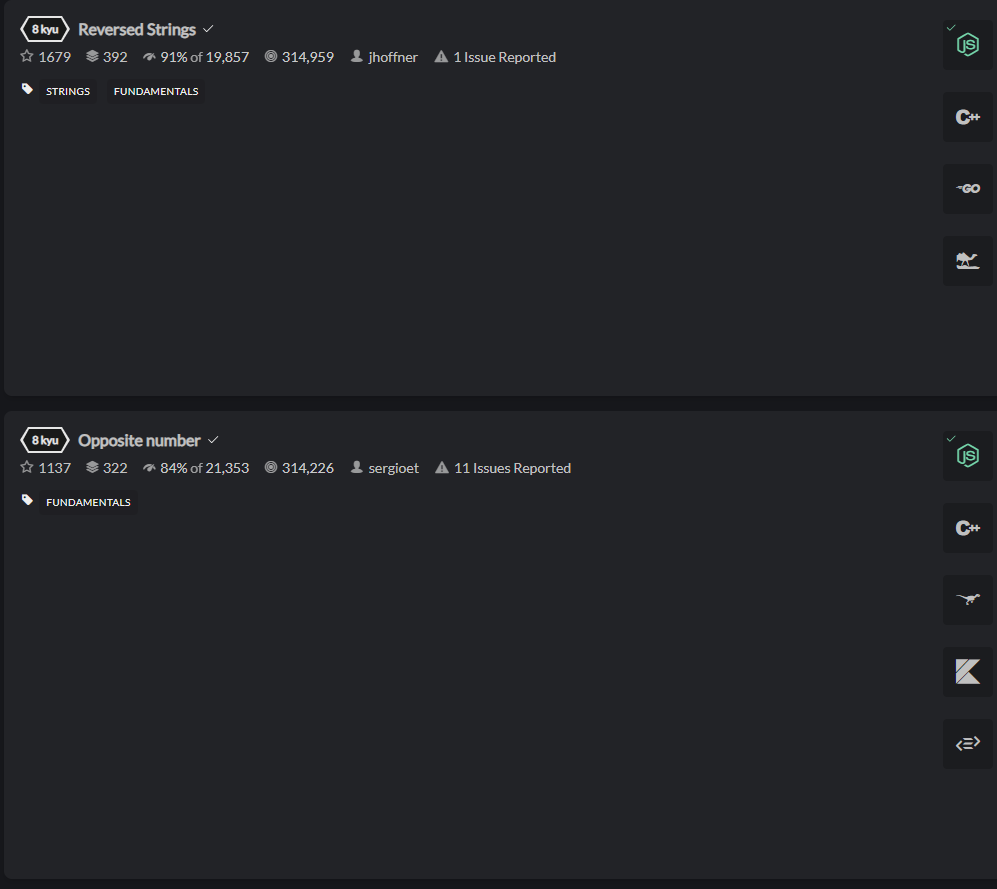 8 kyu Reversed Strings
1679 392 91% of 19,857 314,959 jhoffner 1 Issue Reported
STRINGS FUNDAMENTALS
JS
C++
GO
8 kyu Opposite number
1137 322 84% of 21,353 314,226 sergioet 11 Issues Reported
FUNDAMENTALS
JS
C++